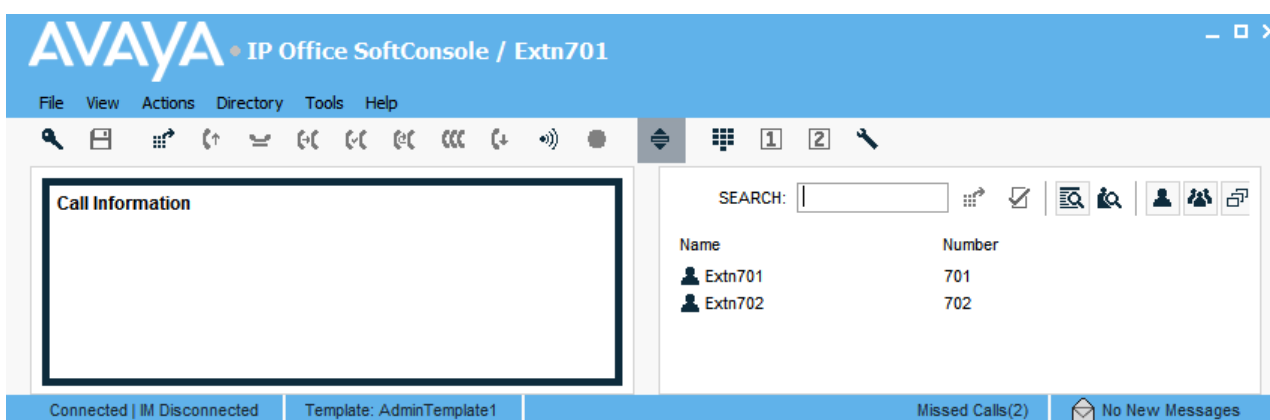 AVAYA • IP Office SoftConsole / Extn701
File View Actions Directory Tools Help
1 2
Call Information
SEARCH:
Name Number
Extn701 701
Extn702 702
Connected | IM Disconnected Template: AdminTemplate1 Missed Calls(2) No New Messages